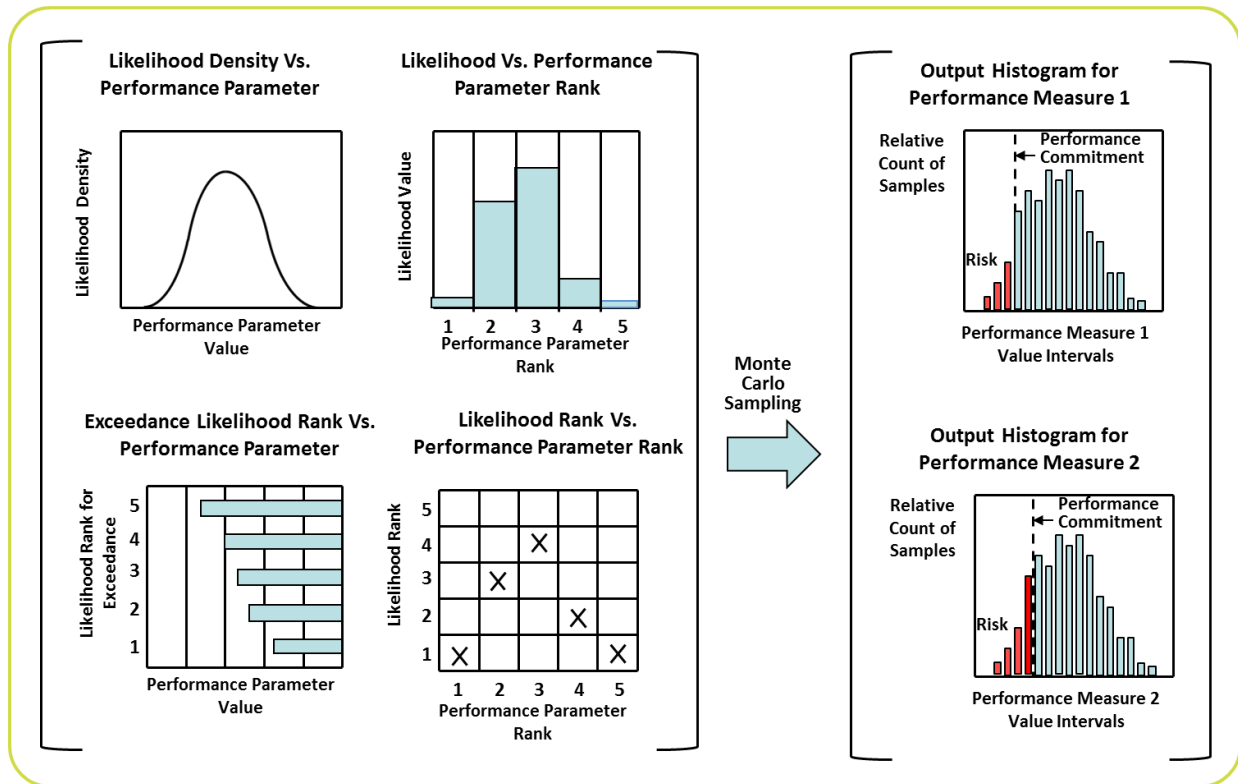 Likelihood Density Vs.
Performance Parameter
Likelihood Density
Performance Parameter
Value
Likelihood Vs. Performance
Parameter Rank
Likelihood Value
1 2 3 4 5
Performance Parameter
Rank
Exceedance Likelihood Rank Vs.
Performance Parameter
Likelihood Rank for
Exceedance
5
4
3
2
1
Performance Parameter
Value
Likelihood Rank Vs.
Performance Parameter Rank
Likelihood Rank
5
4
3
2
1
X
X
X
X
X
1 2 3 4 5
Performance Parameter
Rank
Monte
Carlo
Sampling
Output Histogram for
Performance Measure 1
Relative
Count of
Samples
Performance
Commitment
Risk
Performance Measure 1
Value Intervals
Output Histogram for
Performance Measure 2
Relative
Count of
Samples
Performance
Commitment
Risk
Performance Measure 2
Value Intervals